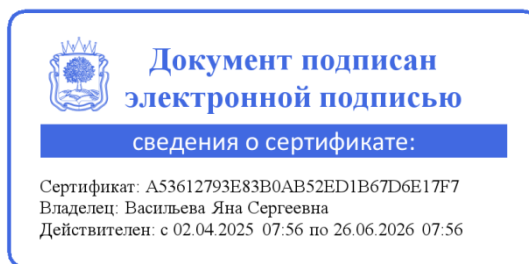 Документ подписан
электронной подписью
сведения о сертификате:
Сертификат: A53612793E83B0AB52ED1B67D6E17F7
Владелец: Васильева Яна Сергеевна
Действителен: с 02.04.2025 07:56 по 26.06.2026 07:56